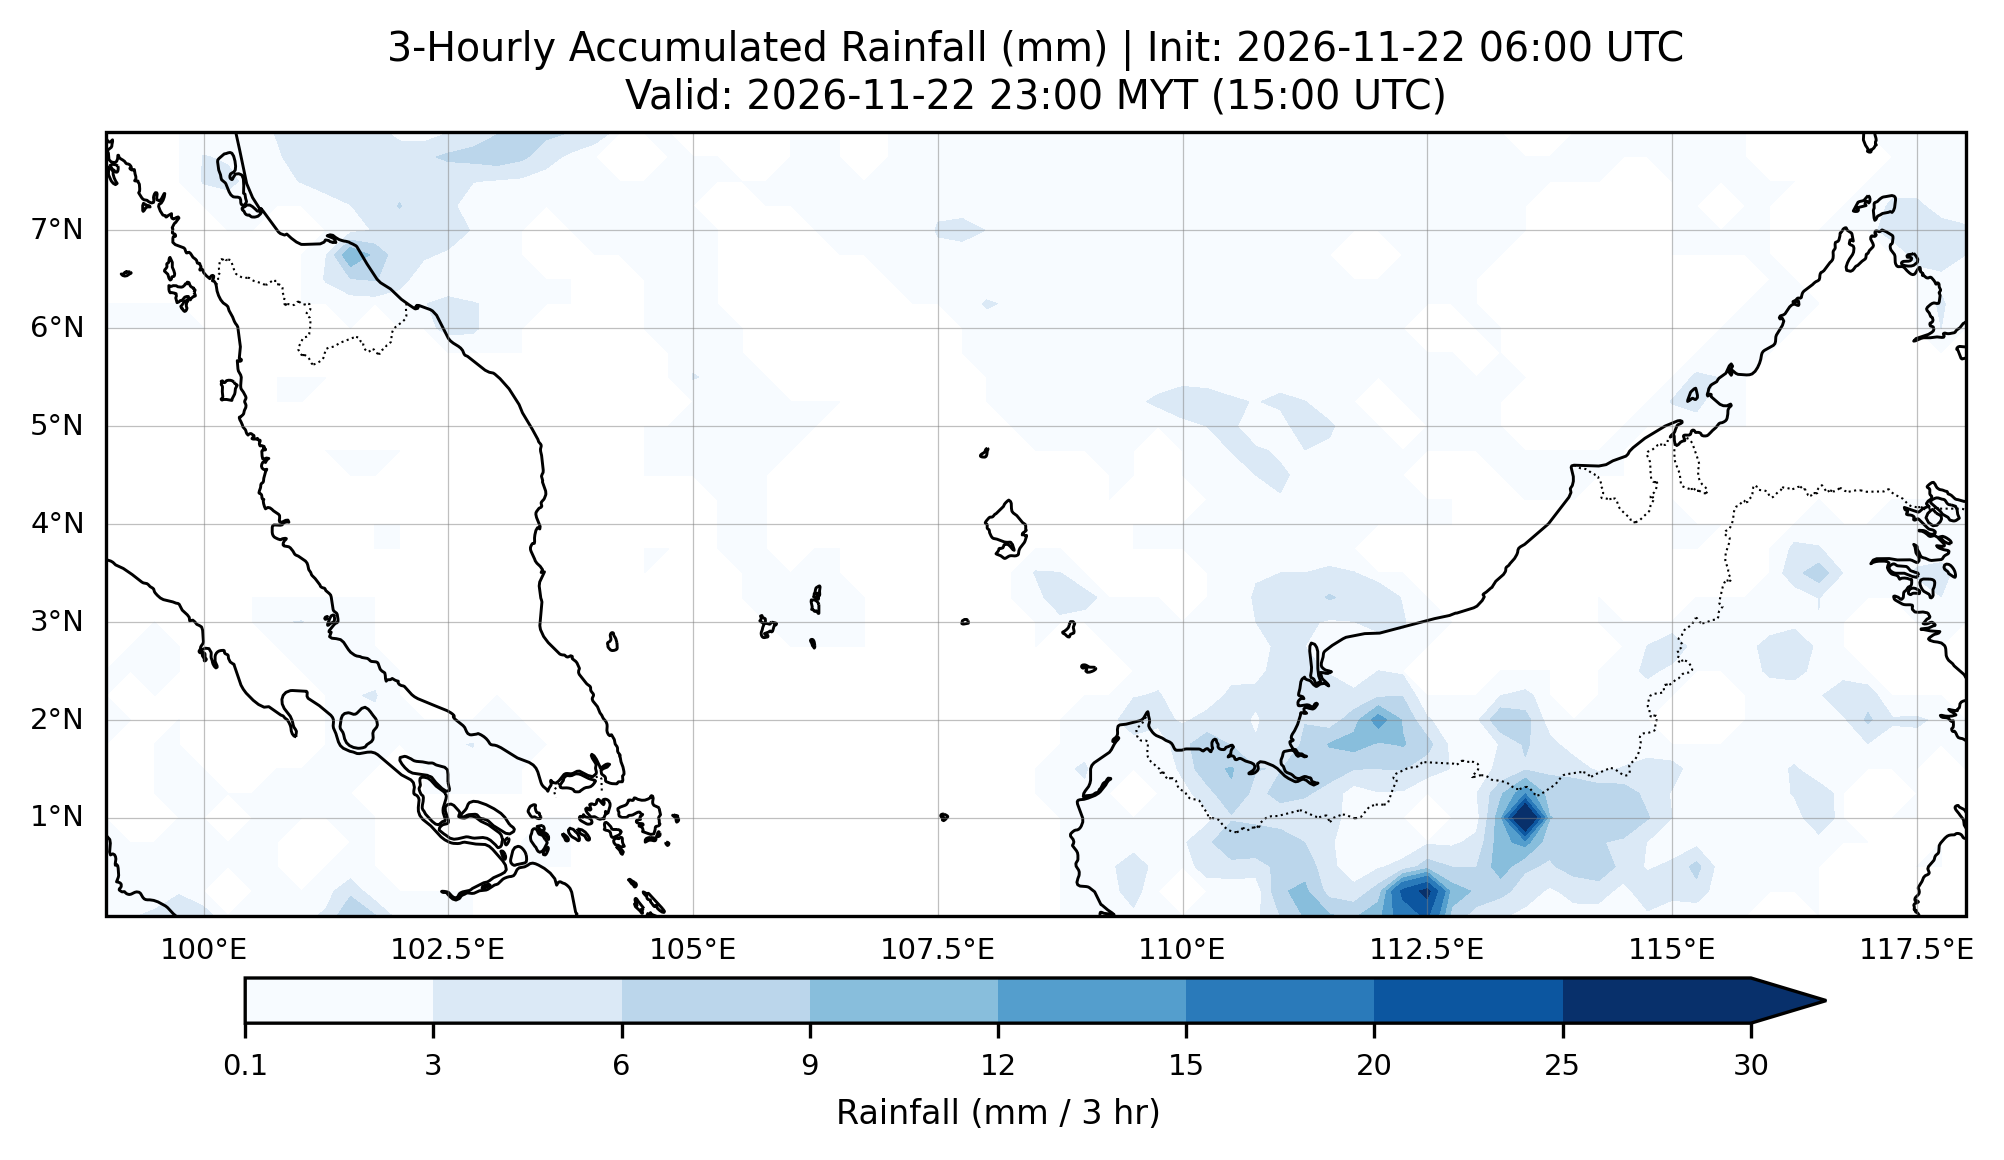 3-Hourly Accumulated Rainfall (mm) | Init: 2026-11-22 06:00 UTC
Valid: 2026-11-22 23:00 MYT (15:00 UTC)
7°N
6°N
5°N
4°N
3°N
2°N
1°N
100°E 102.5°E 105°E 107.5°E 110°E 112.5°E 115°E 117.5°E
0.1 3 6 9 12 15 20 25 30
Rainfall (mm / 3 hr)